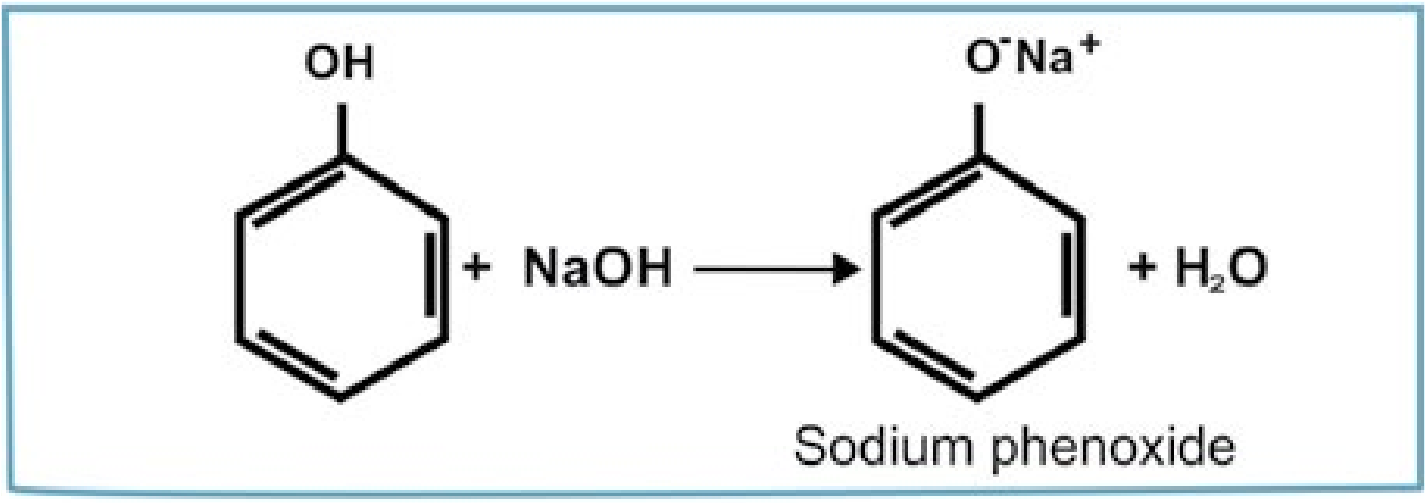 OH
O⁻Na⁺
+ NaOH
+ H₂O
Sodium phenoxide